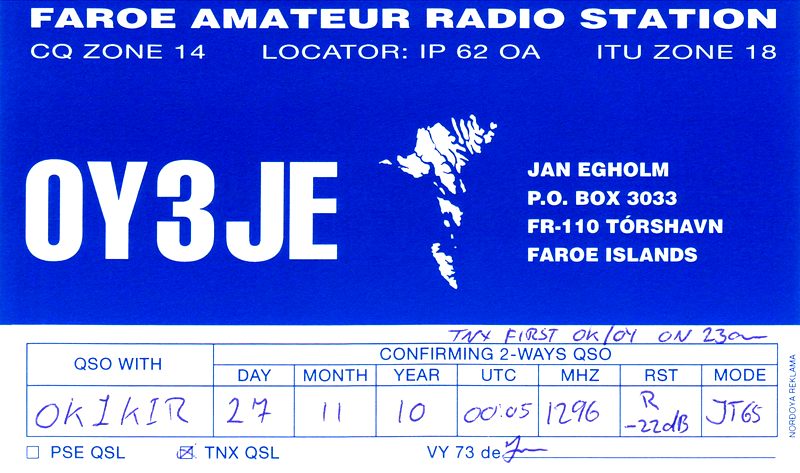 FAROE AMATEUR RADIO STATION
CQ ZONE 14 LOCATOR: IP 62 OA ITU ZONE 18
OY3JE
JAN EGHOLM
P.O. BOX 3033
FR-110 TÓRSHAVN
FAROE ISLANDS
TNX FIRST OK/OY ON 23cm
QSO WITH CONFIRMING 2-WAYS QSO
DAY MONTH YEAR UTC MHZ RST MODE
OK1KIR 27 11 10 00:05 1296 R -22dB JT65
PSE QSL TNX QSL VY 73 de
NORDOYA REKLAMA